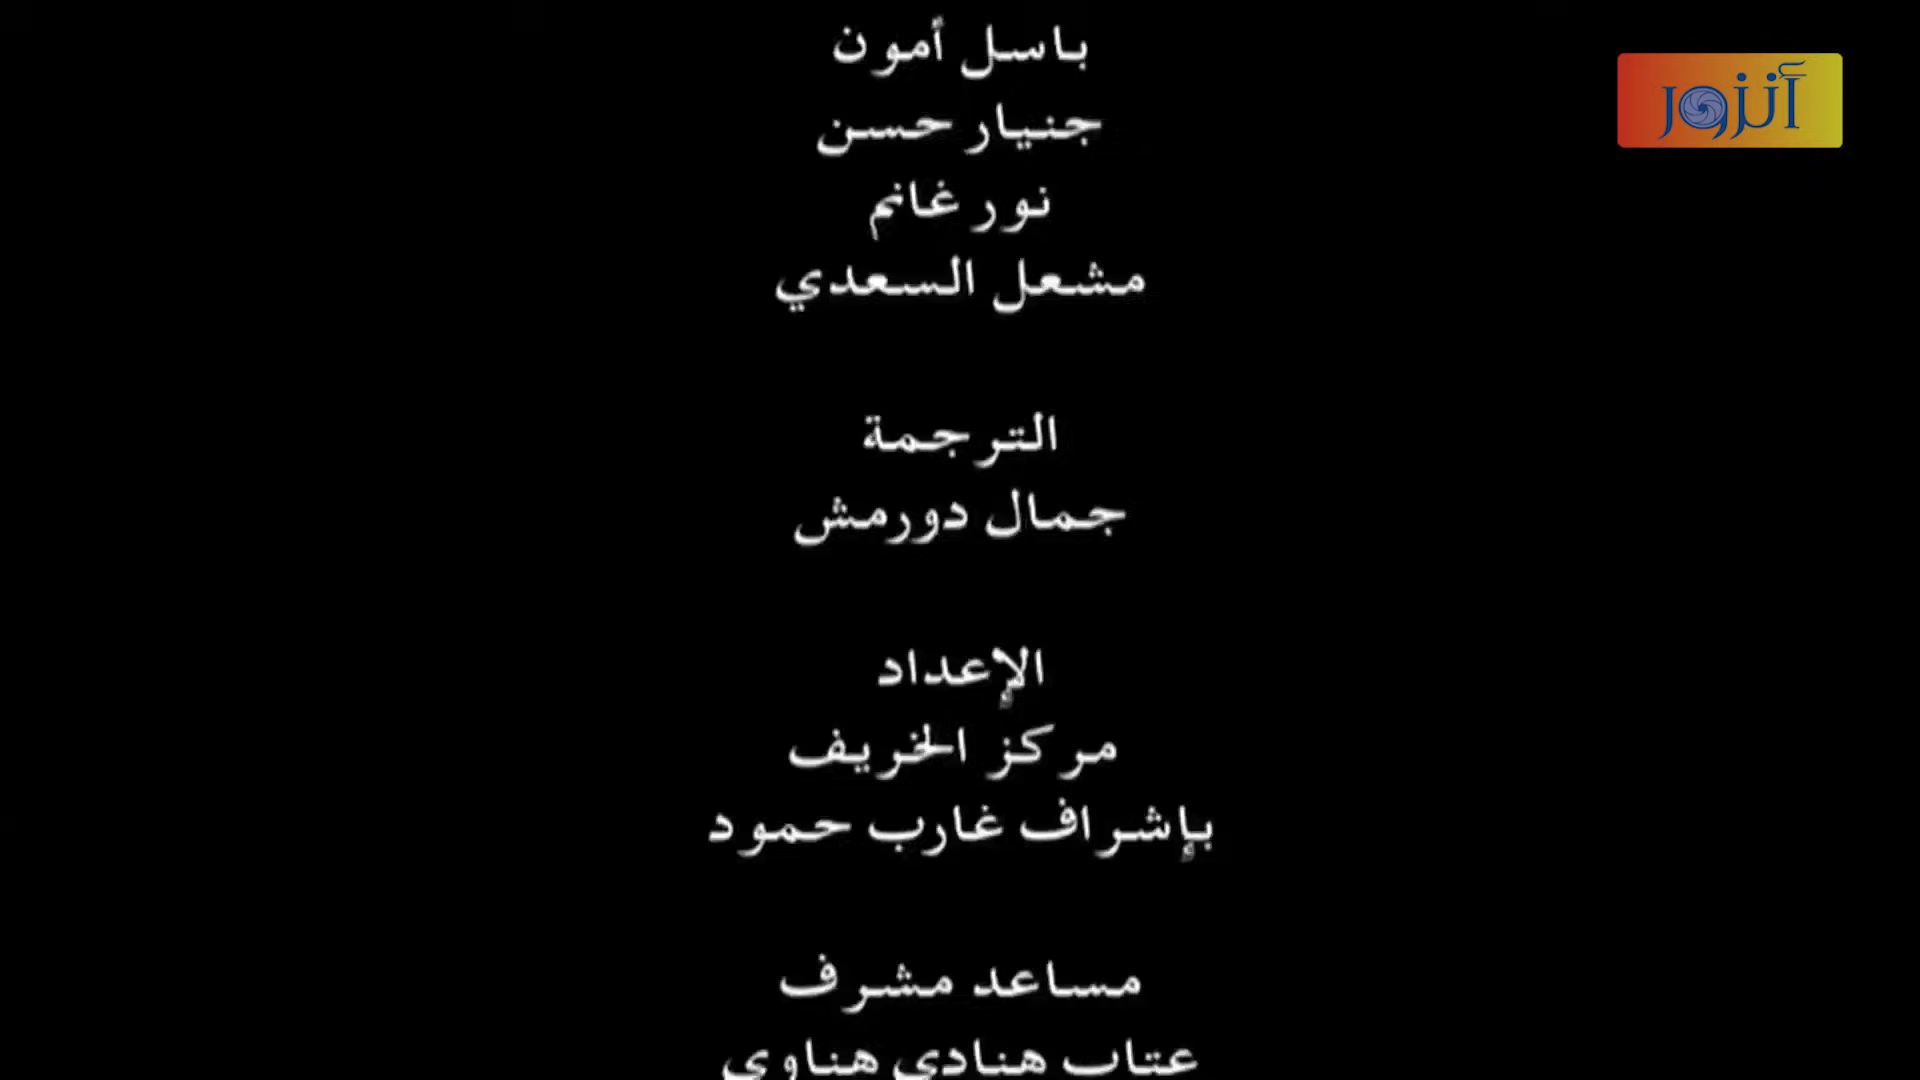 باسل أمون
أنزور
جنيار حسن
نور غانم
مشعل السعدي
الترجمة
جمال دورمش
الإعداد
مركز الخريف
بإشراف غارب حمود
مساعد مشرف
عتاب هنادي هناوي